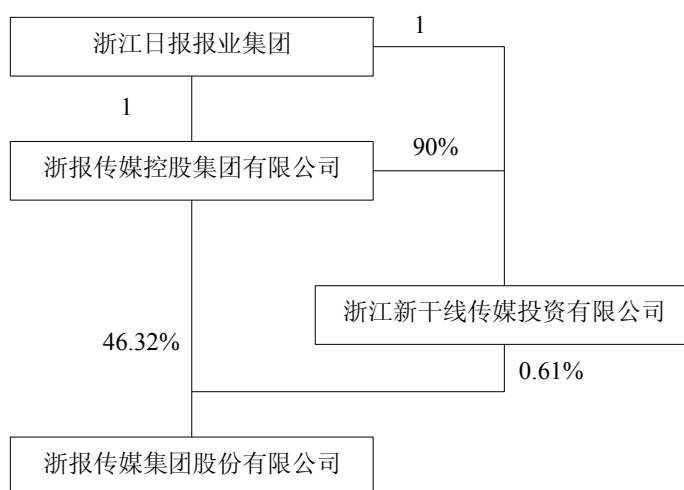 浙江日报报业集团
1
1
浙报传媒控股集团有限公司
90%
浙江新干线传媒投资有限公司
46.32%
0.61%
浙报传媒集团股份有限公司